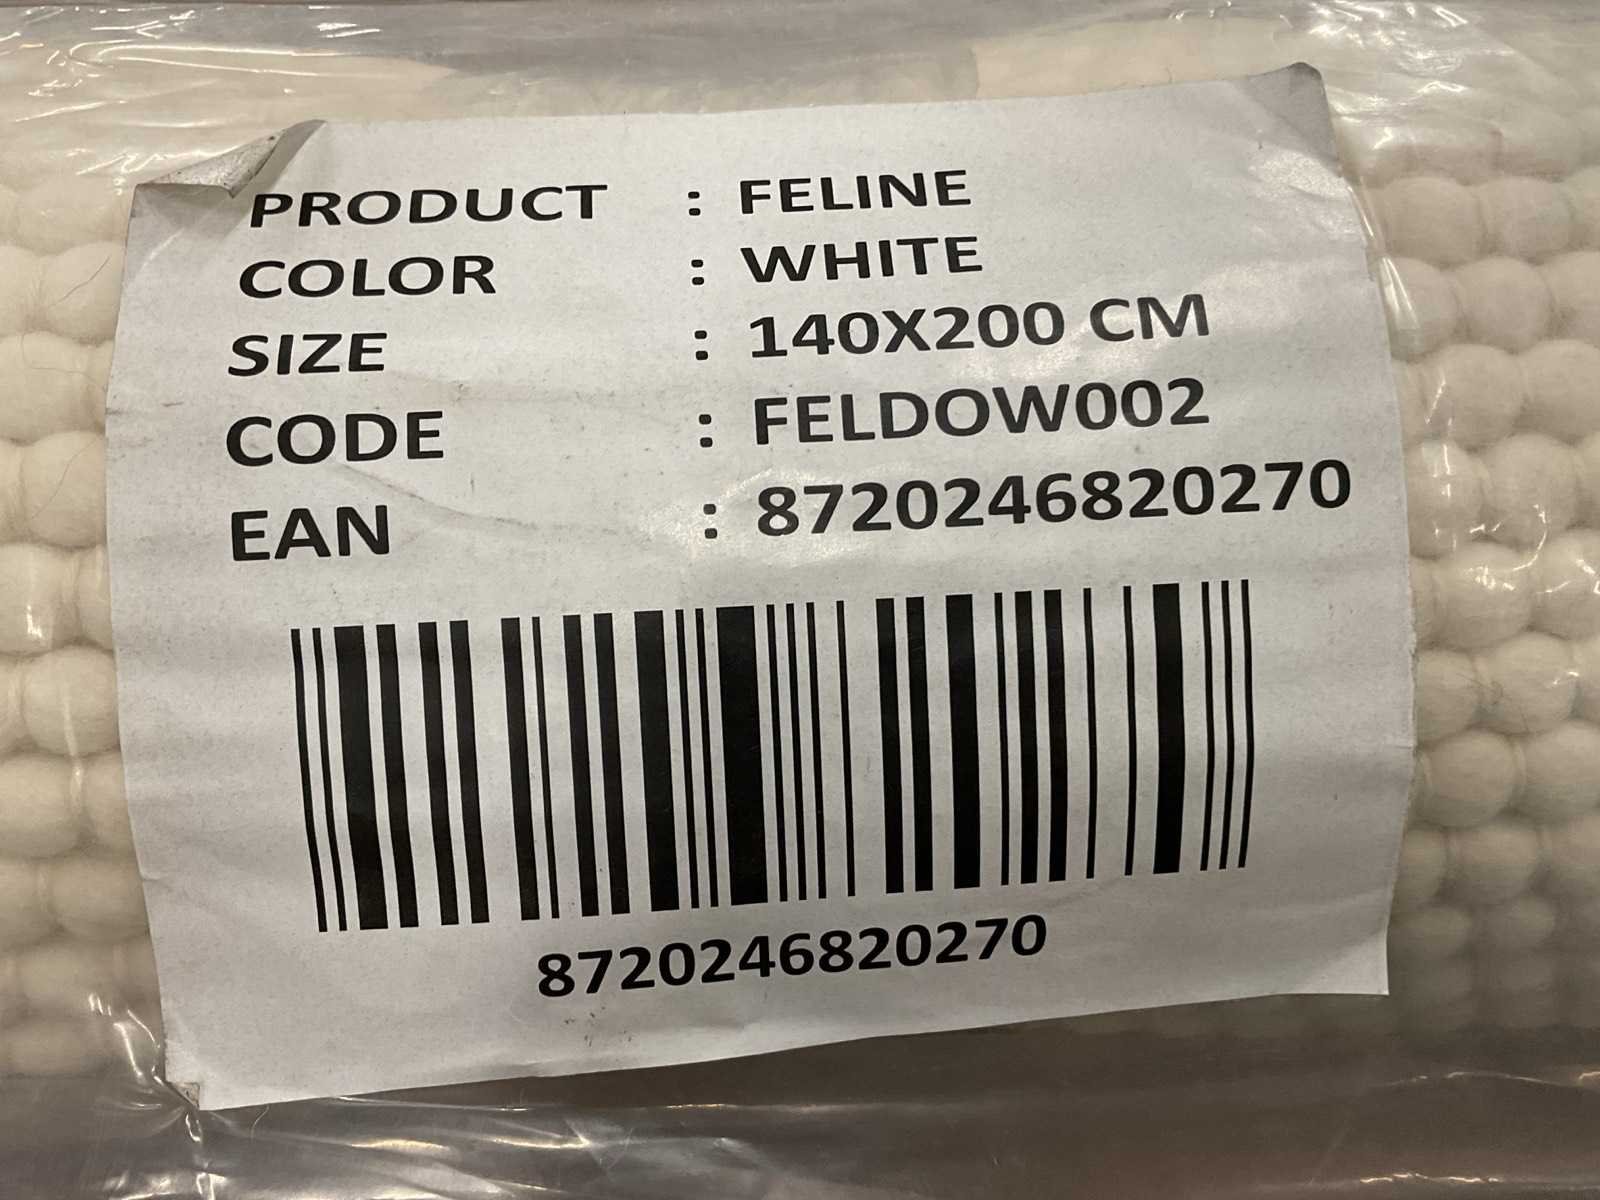 PRODUCT : FELINE
COLOR : WHITE
SIZE : 140X200 CM
CODE : FELDOW002
EAN : 8720246820270
8720246820270